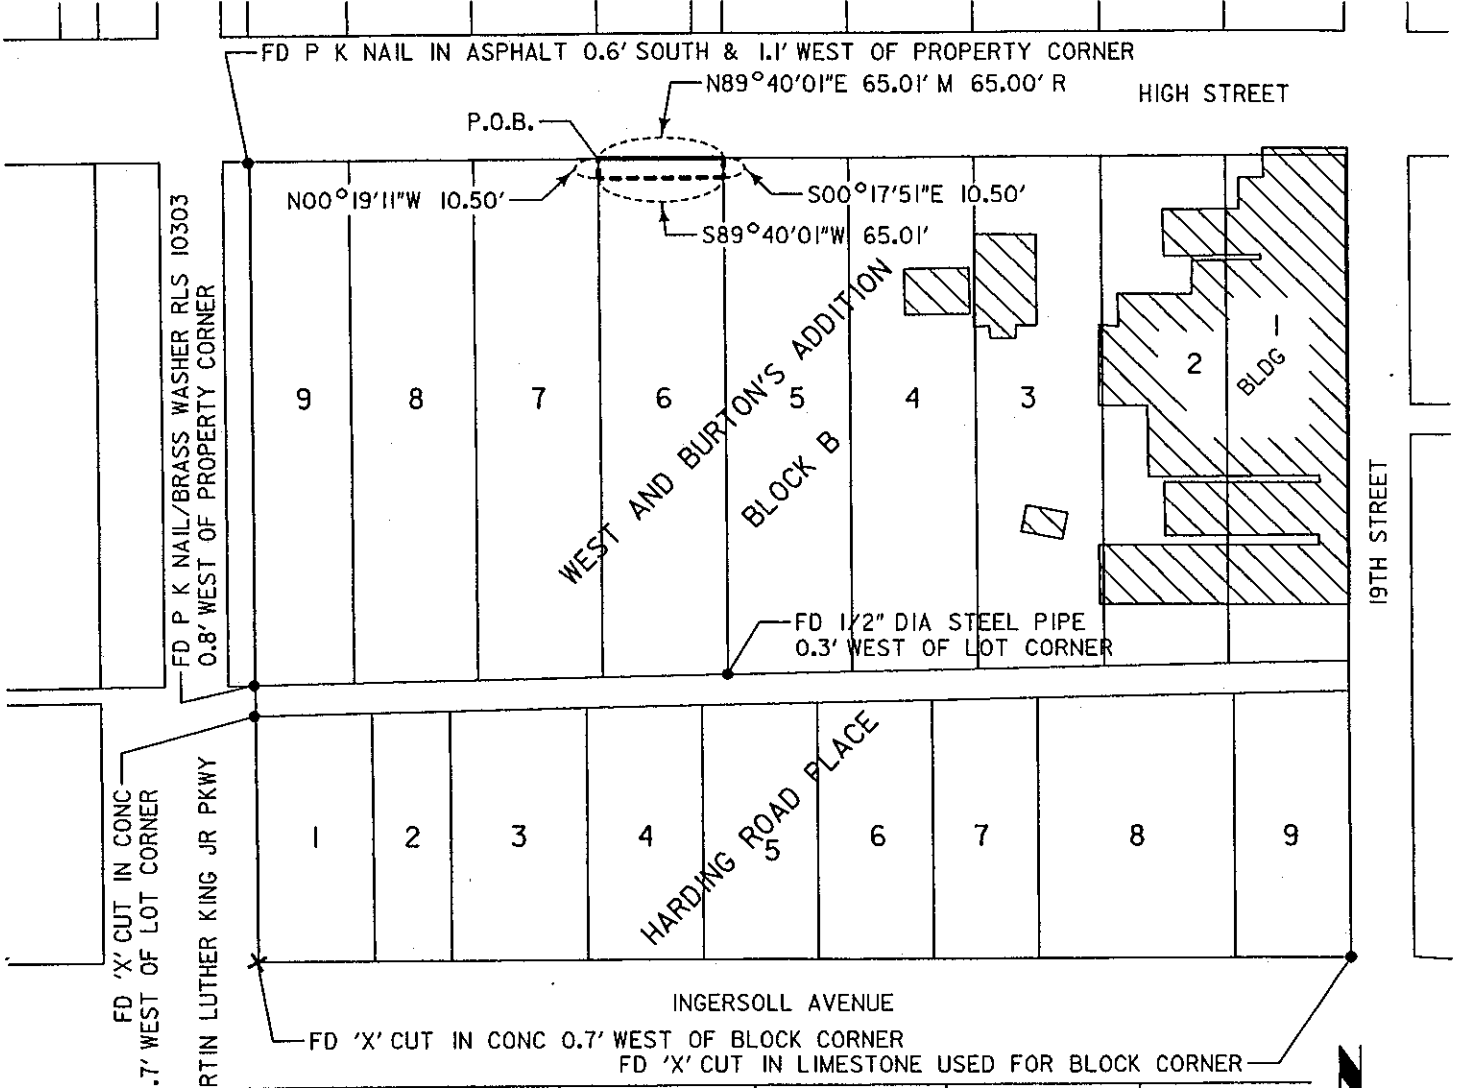 FD P K NAIL IN ASPHALT 0.6' SOUTH & 1.1' WEST OF PROPERTY CORNER
N89°40'01"E 65.01' M 65.00' R
HIGH STREET
P.O.B.
N00°19'11"W 10.50'
S00°17'51"E 10.50'
S89°40'01"W 65.01'
FD P K NAIL/BRASS WASHER RLS 10303
0.8' WEST OF PROPERTY CORNER
WEST AND BURTON'S ADDITION
BLOCK B
9
8
7
6
5
4
3
2
1
BLDG
19TH STREET
FD 1/2" DIA STEEL PIPE
0.3' WEST OF LOT CORNER
FD 'X' CUT IN CONC
.7' WEST OF LOT CORNER
RTIN LUTHER KING JR PKWY
HARDING ROAD PLACE
1
2
3
4
5
6
7
8
9
INGERSOLL AVENUE
FD 'X' CUT IN CONC 0.7' WEST OF BLOCK CORNER
FD 'X' CUT IN LIMESTONE USED FOR BLOCK CORNER
N